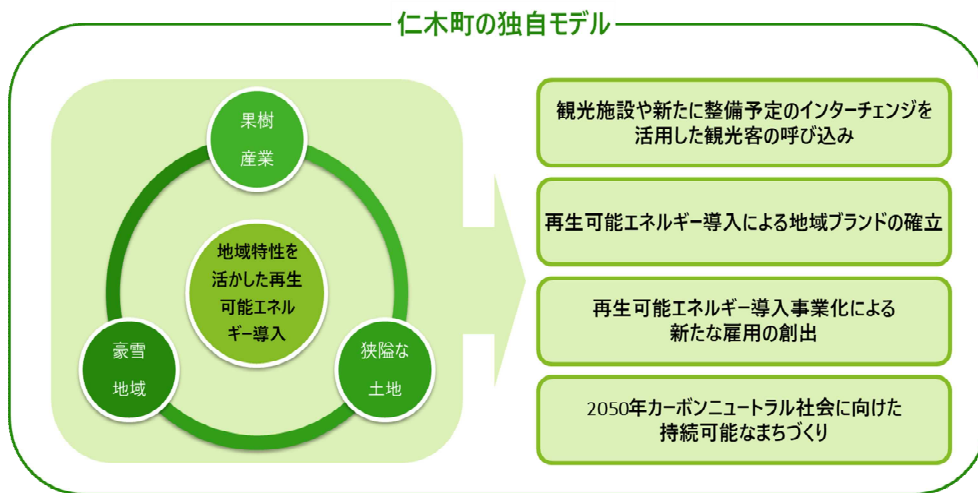 仁木町の独自モデル
果樹
産業
地域特性を
活かした再生
可能エネル
ギー導入
豪雪
地域
狭隘な
土地
観光施設や新たに整備予定のインターチェンジを
活用した観光客の呼び込み
再生可能エネルギー導入による地域ブランドの確立
再生可能エネルギー導入事業化による
新たな雇用の創出
2050年カーボンニュートラル社会に向けた
持続可能なまちづくり